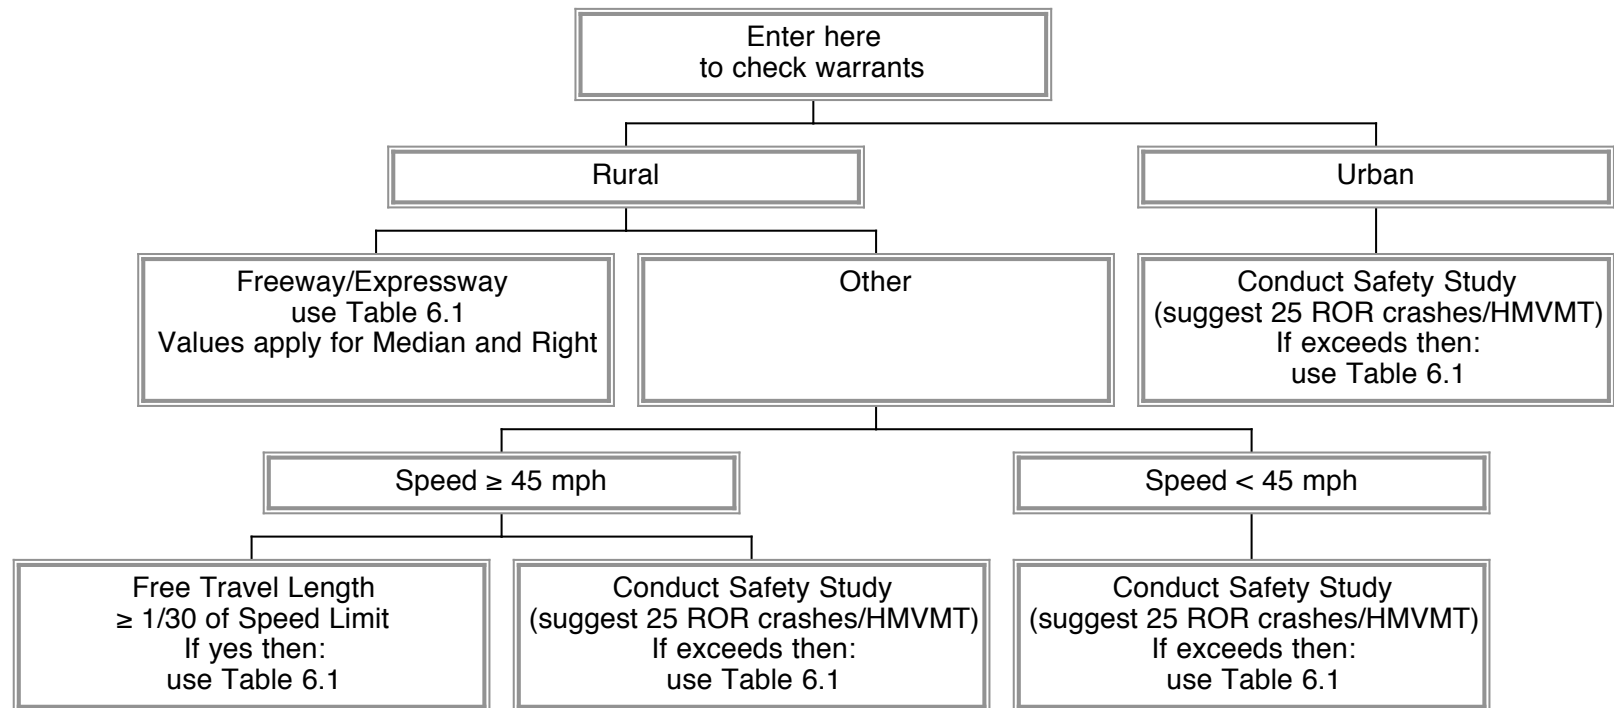 Enter here
to check warrants
Rural
Urban
Freeway/Expressway
use Table 6.1
Values apply for Median and Right
Other
Conduct Safety Study
(suggest 25 ROR crashes/HMVMT)
If exceeds then:
use Table 6.1
Speed ≥ 45 mph
Speed < 45 mph
Free Travel Length
≥ 1/30 of Speed Limit
If yes then:
use Table 6.1
Conduct Safety Study
(suggest 25 ROR crashes/HMVMT)
If exceeds then:
use Table 6.1
Conduct Safety Study
(suggest 25 ROR crashes/HMVMT)
If exceeds then:
use Table 6.1